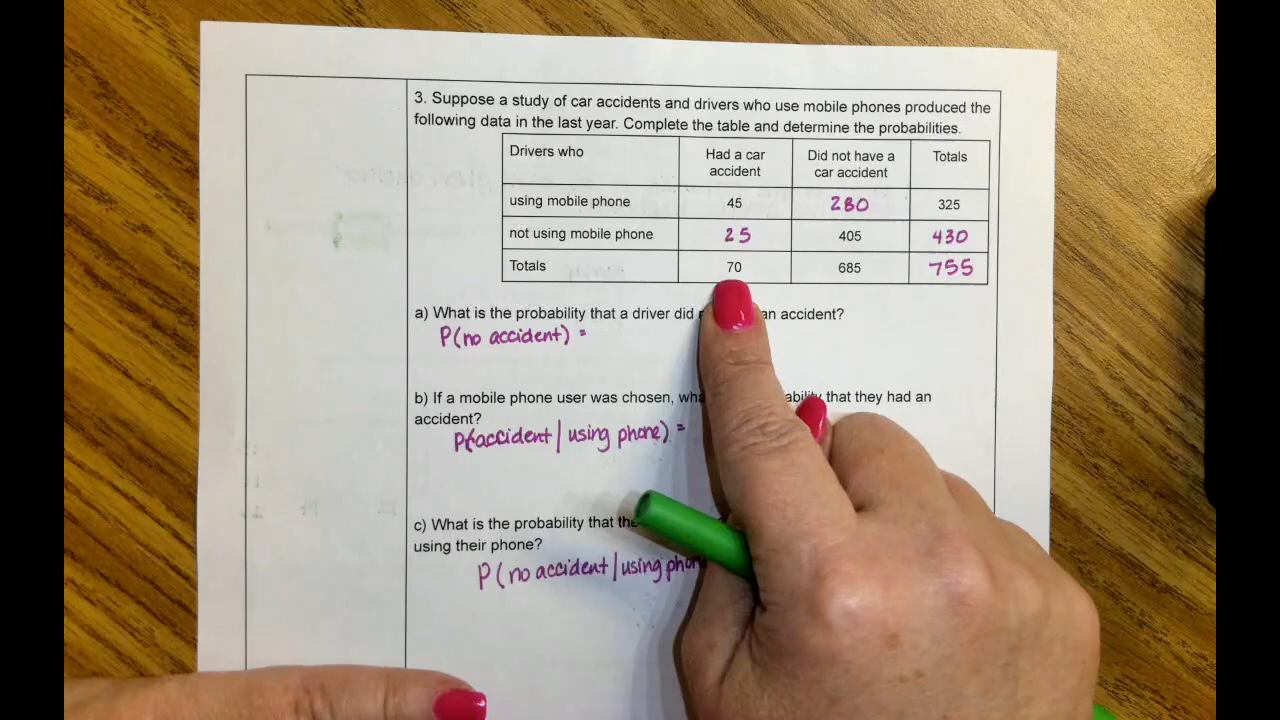 3. Suppose a study of car accidents and drivers who use mobile phones produced the
following data in the last year. Complete the table and determine the probabilities.
Drivers who Had a car accident Did not have a car accident Totals
using mobile phone 45 280 325
not using mobile phone 25 405 430
Totals 70 685 755
a) What is the probability that a driver did an accident?
P(no accident) =
b) If a mobile phone user was chosen, that they had an
accident?
P(accident | using phone) =
c) What is the probability that
using their phone?
P(no accident | using